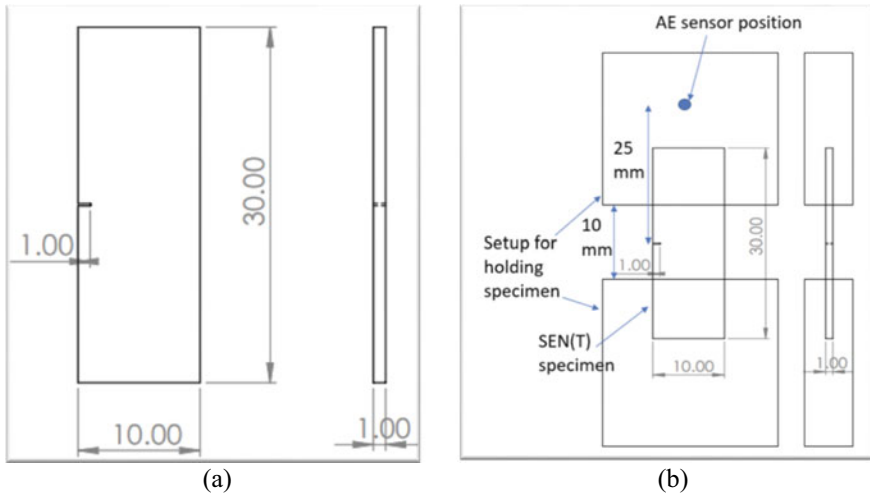 1.00
30.00
10.00
1.00
(a)
AE sensor position
25
mm
10
mm
Setup for
holding
specimen
1.00
30.00
SEN(T)
specimen
10.00
1.00
(b)